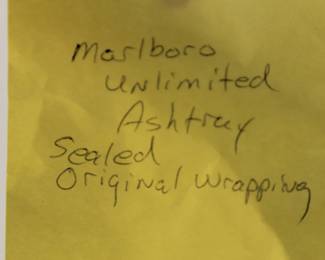 Marlboro
Unlimited
Ashtray
Sealed
Original Wrapping